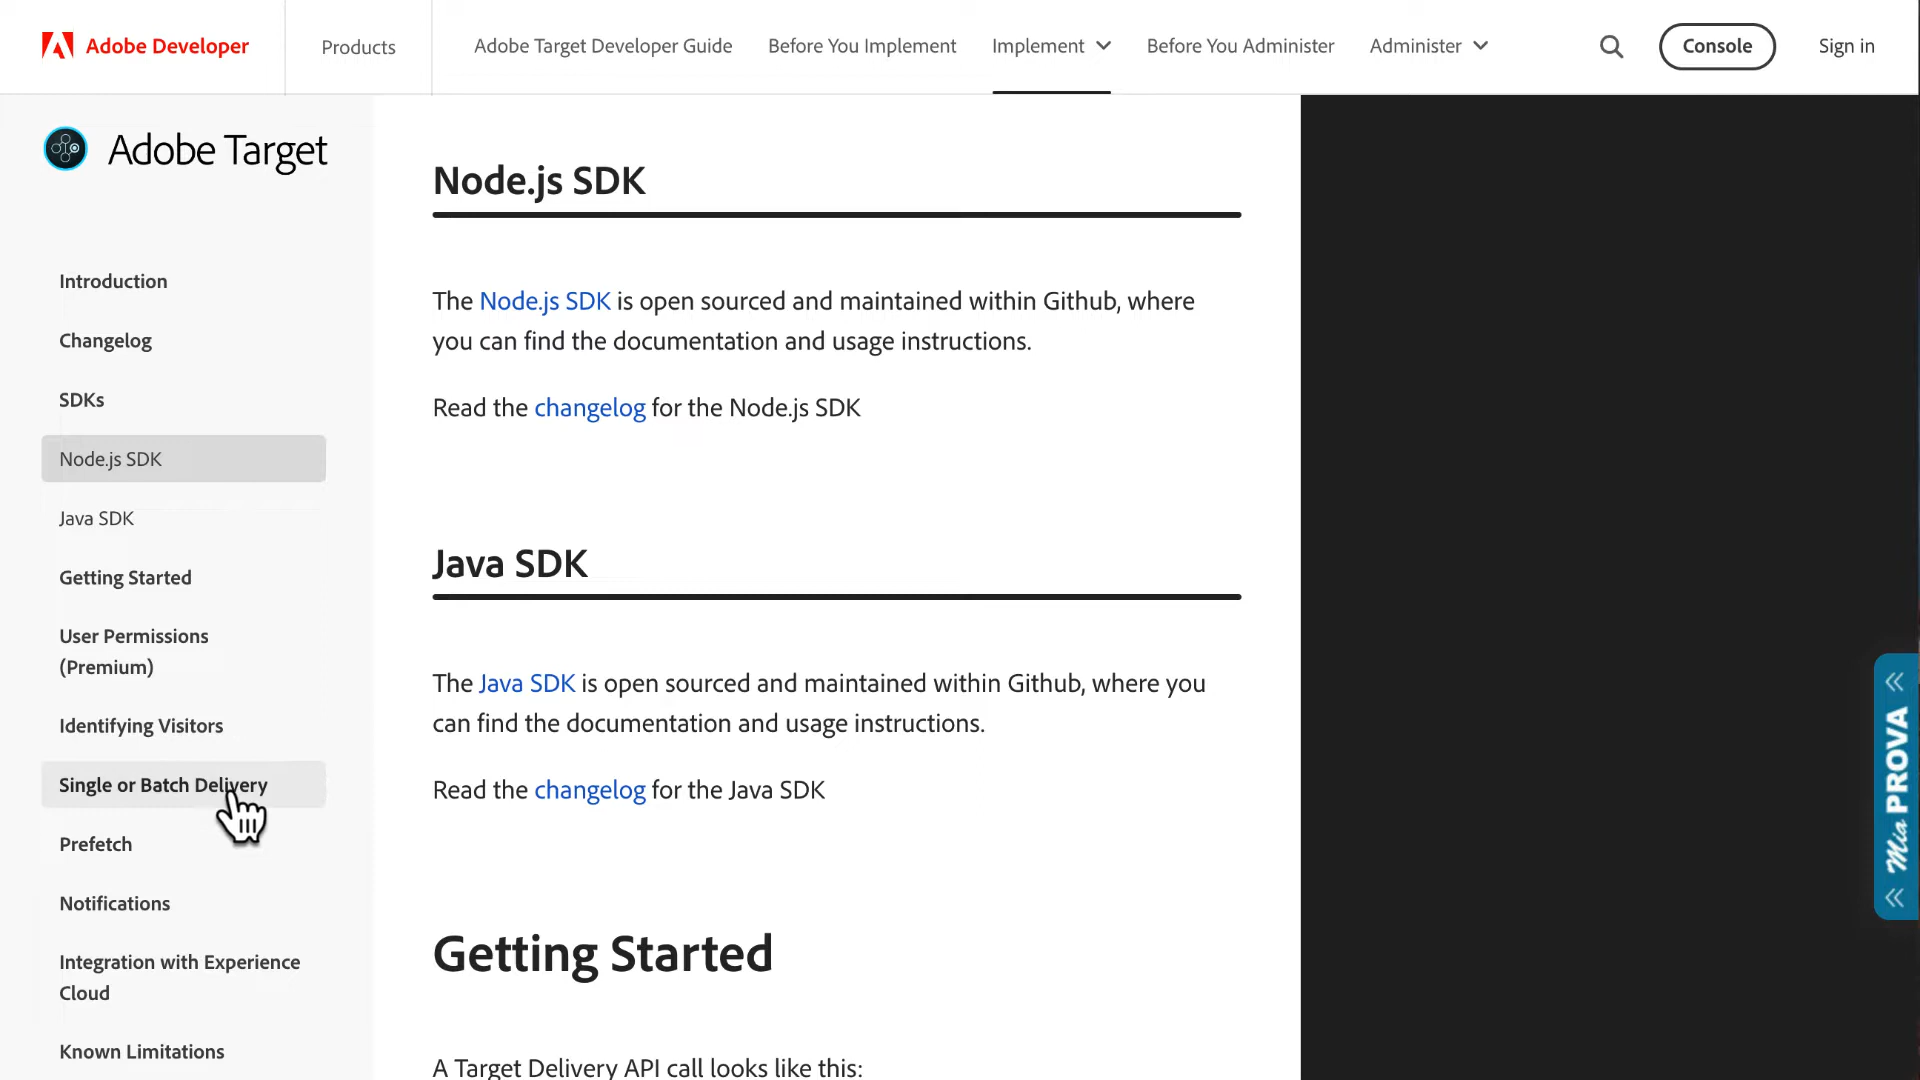 Adobe Developer
Products
Adobe Target Developer Guide
Before You Implement
Implement
Before You Administer
Administer
Console
Sign in
Adobe Target
Introduction
Changelog
SDKs
Node.js SDK
Java SDK
Getting Started
User Permissions
(Premium)
Identifying Visitors
Single or Batch Delivery
Prefetch
Notifications
Integration with Experience
Cloud
Known Limitations
Node.js SDK
The Node.js SDK is open sourced and maintained within Github, where
you can find the documentation and usage instructions.
Read the changelog for the Node.js SDK
Java SDK
The Java SDK is open sourced and maintained within Github, where you
can find the documentation and usage instructions.
Read the changelog for the Java SDK
Getting Started
A Target Delivery API call looks like this:
Mia PROVA